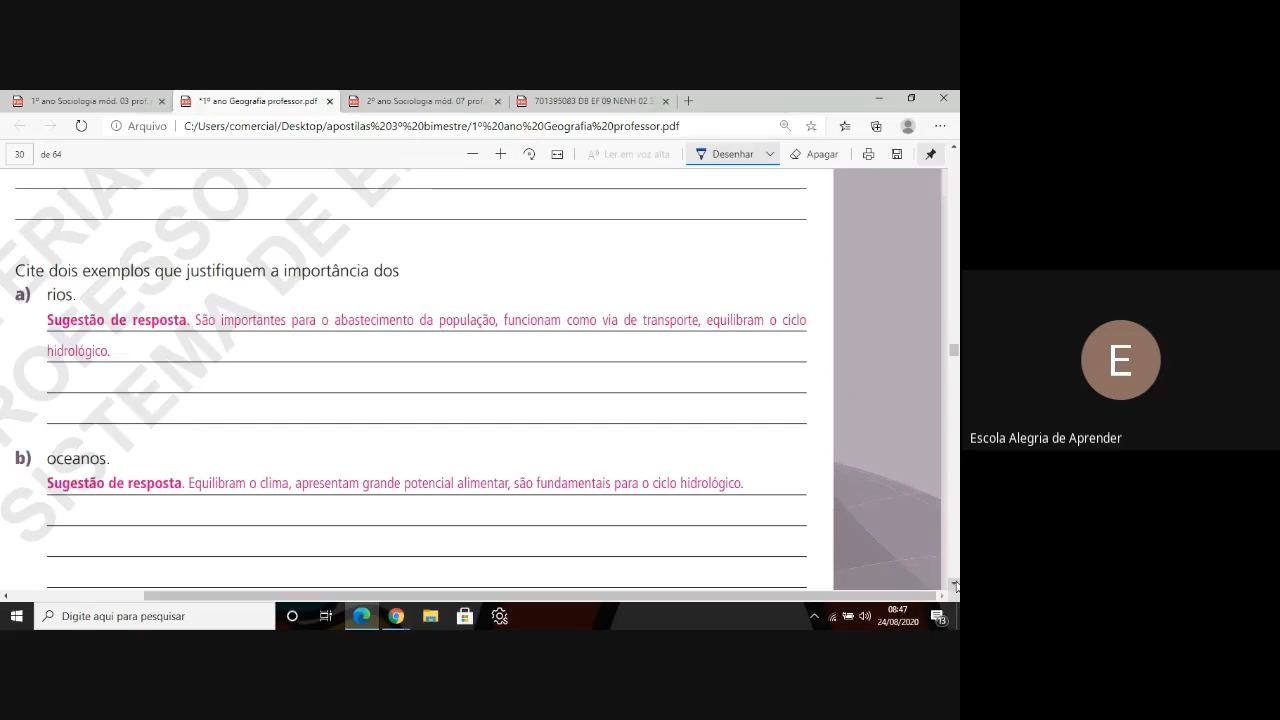 1º ano Sociologia mód. 03 prof.
*1º ano Geografia professor.pdf
2º ano Sociologia mód. 07 prof.
701395083 DB EF 09 NENH 02
Arquivo
C:/Users/comercial/Desktop/apostilas%203º%20bimestre/1º%20ano%20Geografia%20professor.pdf
30 de 64
Ler em voz alta
Desenhar
Apagar
Cite dois exemplos que justifiquem a importância dos
a) rios.
Sugestão de resposta. São importantes para o abastecimento da população, funcionam como via de transporte, equilibram o ciclo
hidrológico.
b) oceanos.
Sugestão de resposta. Equilibram o clima, apresentam grande potencial alimentar, são fundamentais para o ciclo hidrológico.
PROFESSOR
SISTEMA DE
E
Escola Alegria de Aprender
Digite aqui para pesquisar
08:47
24/08/2020
13